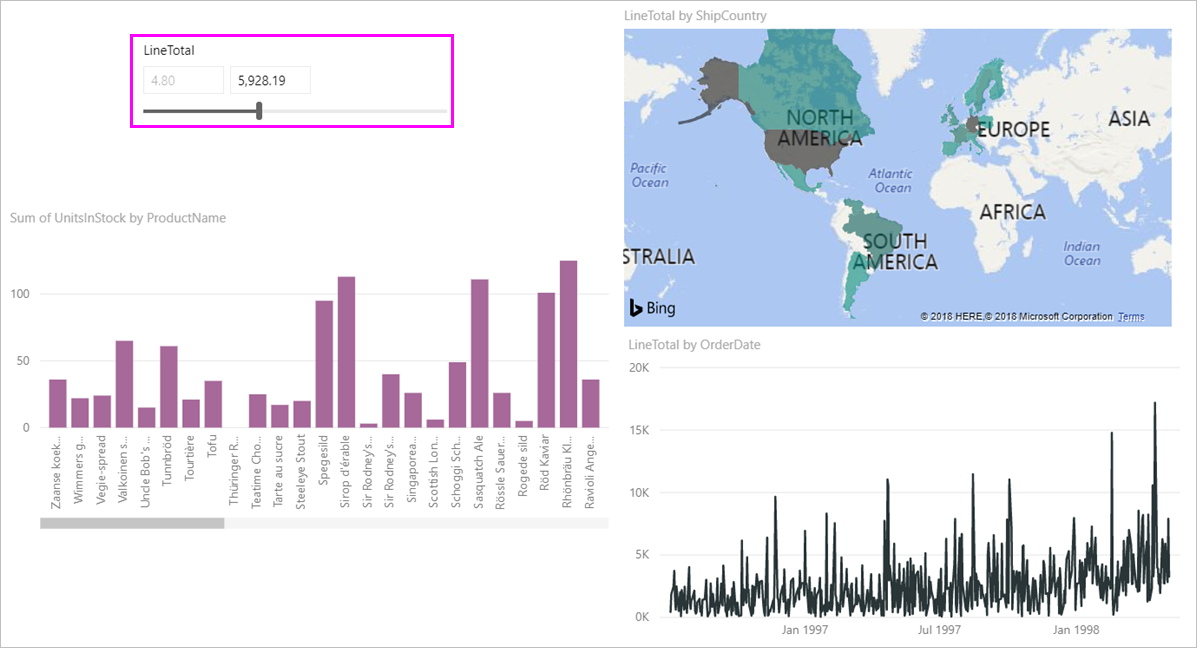 LineTotal
4.80
5,928.19
Sum of UnitsInStock by ProductName
100
50
0
Zaanse koek...
Wimmers g...
Vegie-spread
Valkoinen s...
Uncle Bob's ...
Tunnbröd
Tourtière
Tofu
Thüringer R...
Teatime Cho...
Tarte au sucre
Steeleye Stout
Spegesild
Sirop d'érable
Sir Rodney's...
Sir Rodney's...
Singaporea...
Scottish Lon...
Schoggi Sch...
Sasquatch Ale
Rössle Sauer...
Rogede sild
Röd Kaviar
Rhönbräu Kl...
Ravioli Ange...
LineTotal by ShipCountry
NORTH
AMERICA
EUROPE
ASIA
Pacific
Ocean
Atlantic
Ocean
AFRICA
SOUTH
AMERICA
Indian
Ocean
STRALIA
Bing
© 2018 HERE,© 2018 Microsoft Corporation Terms
LineTotal by OrderDate
20K
15K
10K
5K
0K
Jan 1997
Jul 1997
Jan 1998